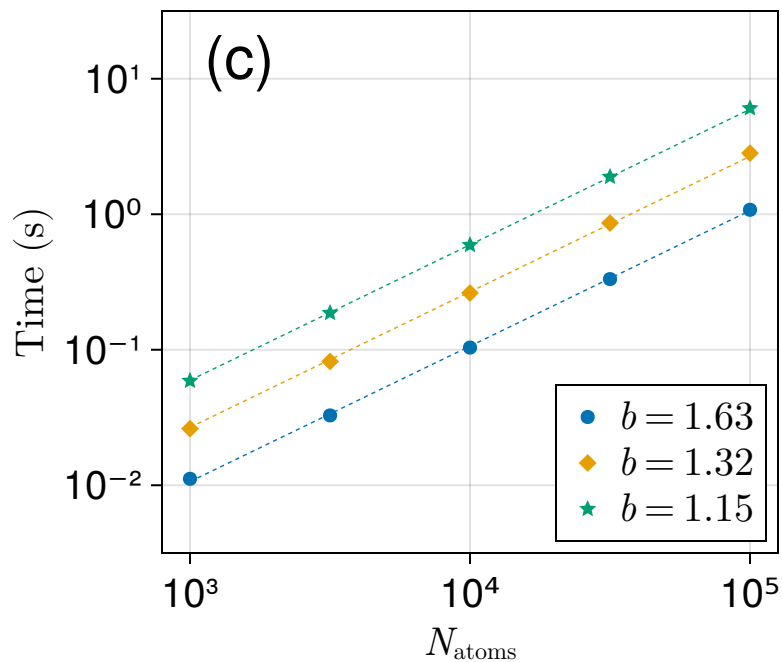 (c)
10¹
10⁰
10⁻¹
10⁻²
Time (s)
b = 1.63
b = 1.32
b = 1.15
10³ 10⁴ 10⁵
N_atoms